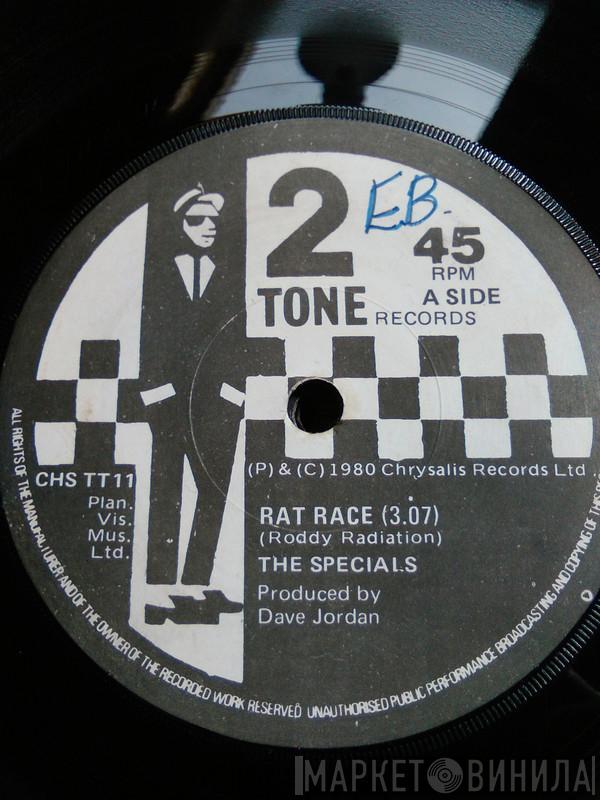 2
E.B.
45
RPM
A SIDE
TONE RECORDS
(P) & (C) 1980 Chrysalis Records Ltd ..
CHS TT11
Plan.
Vis.
Mus.
Ltd.
RAT RACE (3.07)
(Roddy Radiation)
THE SPECIALS
Produced by
Dave Jordan
ALL RIGHTS OF THE MANUFACTURER AND OF THE OWNER OF THE RECORDED WORK RESERVED UNAUTHORISED PUBLIC PERFORMANCE BROADCASTING AND COPYING OF THIS
МАРКЕТ ВИНИЛА